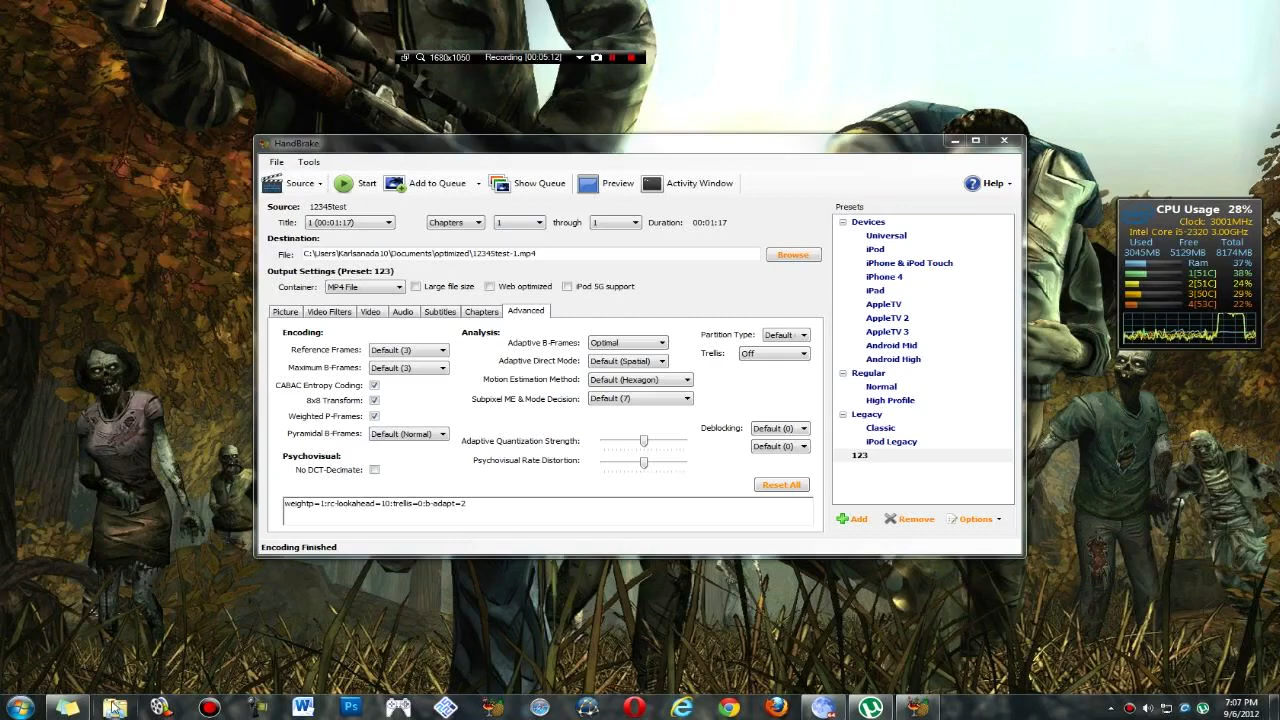 1680x1050 Recording [00:05:12]
HandBrake
File Tools
Source Start Add to Queue Show Queue Preview Activity Window Help
Source: 12345test
Title: 1 (00:01:17) Chapters 1 through 1 Duration: 00:01:17
Destination:
File: C:\Users\Karlsanada10\Documents\optimized\12345test-1.mp4 Browse
Output Settings (Preset: 123)
Container: MP4 File Large file size Web optimized iPod 5G support
Picture Video Filters Video Audio Subtitles Chapters Advanced
Encoding:
Reference Frames: Default (3)
Maximum B-Frames: Default (3)
CABAC Entropy Coding:
8x8 Transform:
Weighted P-Frames:
Pyramidal B-Frames: Default (Normal)
Psychovisual:
No DCT-Decimate:
Analysis:
Adaptive B-Frames: Optimal
Adaptive Direct Mode: Default (Spatial)
Motion Estimation Method: Default (Hexagon)
Subpixel ME & Mode Decision: Default (7)
Adaptive Quantization Strength:
Psychovisual Rate Distortion:
Partition Type: Default
Trellis: Off
Deblocking: Default (0)
Default (0)
Reset All
weightp=1:rc-lookahead=10:trellis=0:b-adapt=2
Encoding Finished
Presets
Devices
Universal
iPod
iPhone & iPod Touch
iPhone 4
iPad
AppleTV
AppleTV 2
AppleTV 3
Android Mid
Android High
Regular
Normal
High Profile
Legacy
Classic
iPod Legacy
123
Add Remove Options
CPU Usage 28%
Clock: 3001MHz
Intel Core i5-2320 3.00GHz
Used Free Total
3045MB 5129MB 8174MB
Ram 37%
1[51C] 38%
2[51C] 24%
3[50C] 29%
4[53C] 22%
W Ps
7:07 PM
9/6/2012